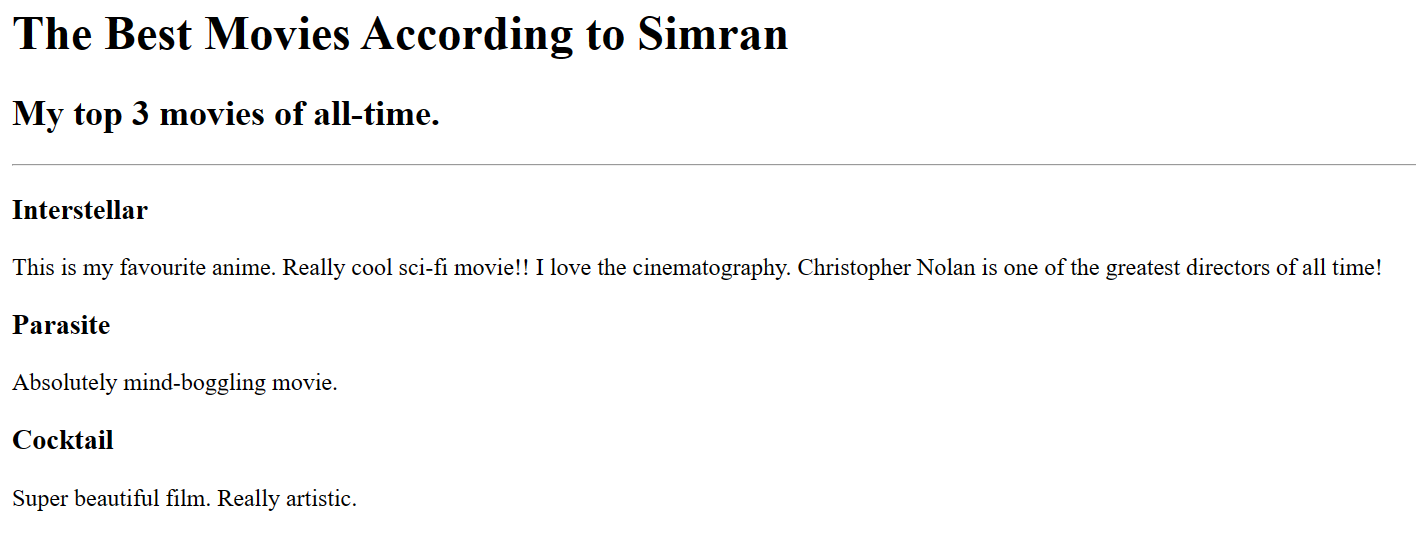 The Best Movies According to Simran
My top 3 movies of all-time.
Interstellar
This is my favourite anime. Really cool sci-fi movie!! I love the cinematography. Christopher Nolan is one of the greatest directors of all time!
Parasite
Absolutely mind-boggling movie.
Cocktail
Super beautiful film. Really artistic.